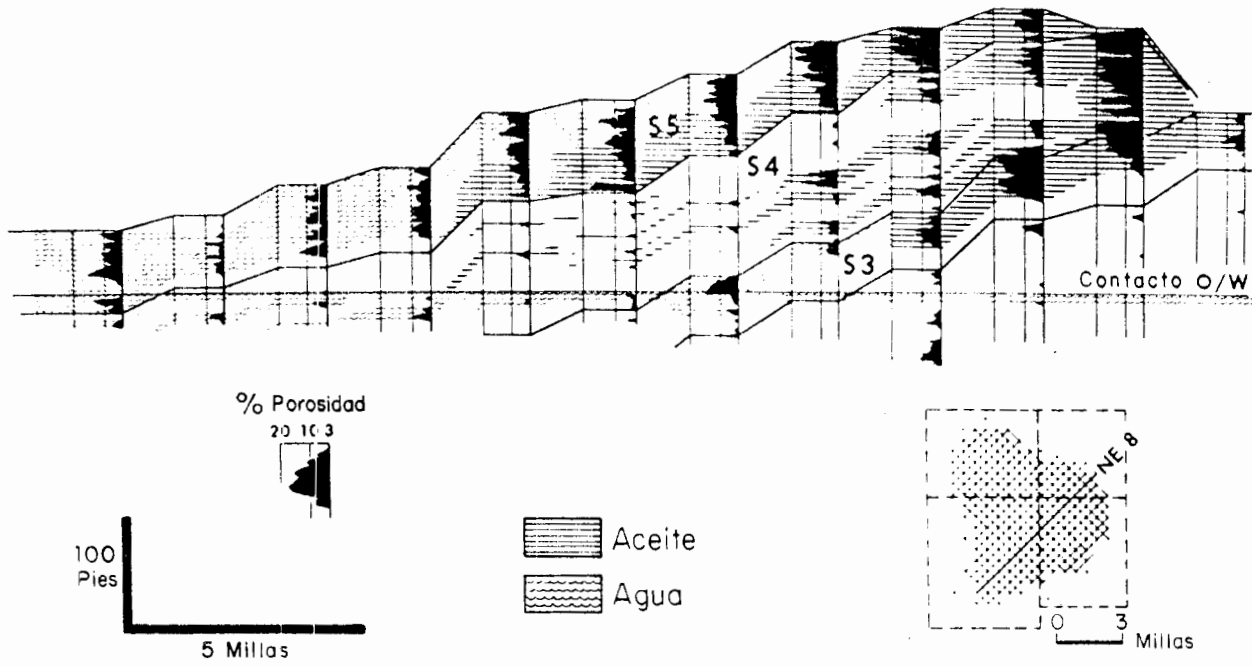 S5
S4
S3
Contacto O/W
% Porosidad
20 10 3
100
Pies
5 Millas
Aceite
Agua
NE 8
0 3
Millas